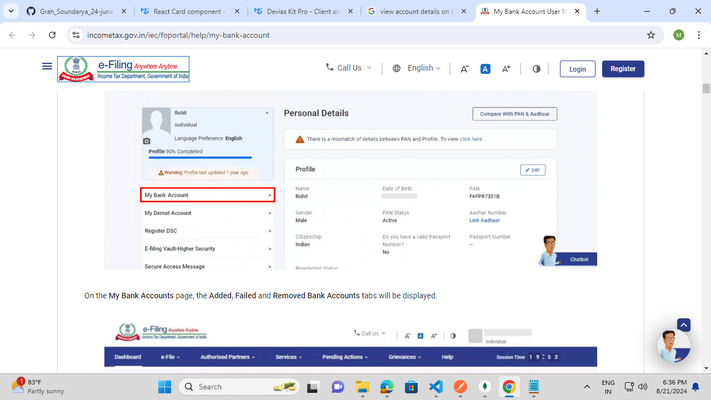 Grah_Soundarya_24-june
React Card component -
Devias Kit Pro - Client a
view account details on b
My Bank Account User M
incometax.gov.in/iec/foportal/help/my-bank-account
M
e-Filing Anywhere Anytime
Income Tax Department, Government of India
Call Us
English
A
A
A
Login
Register
Rohit
Individual
Language Preference: English
Profile 90% Completed
Warning: Profile last updated 1 year ago.
My Bank Account
My Demat Account
Register DSC
E-filing Vault-Higher Security
Secure Access Message
Personal Details
Compare With PAN & Aadhaar
There is a mismatch of details between PAN and Profile. To view click here
Profile
Edit
Name
Rohit
Date of Birth
PAN
FAFPR7351B
Gender
Male
PAN Status
Active
Aadhar Number
Link Aadhaar
Citizenship
Indian
Do you have a valid Passport
Number?
No
Passport Number
--
Residential Status
Chatbot
On the My Bank Accounts page, the Added, Failed and Removed Bank Accounts tabs will be displayed.
e-Filing Anywhere Anytime
Income Tax Department, Government of India
Call Us
A
A
A
Individual
Dashboard
e-File
Authorised Partners
Services
Pending Actions
Grievances
Help
Session Time 1 9 : 5 3
83°F
Partly sunny
Search
ENG
IN
6:36 PM
8/21/2024